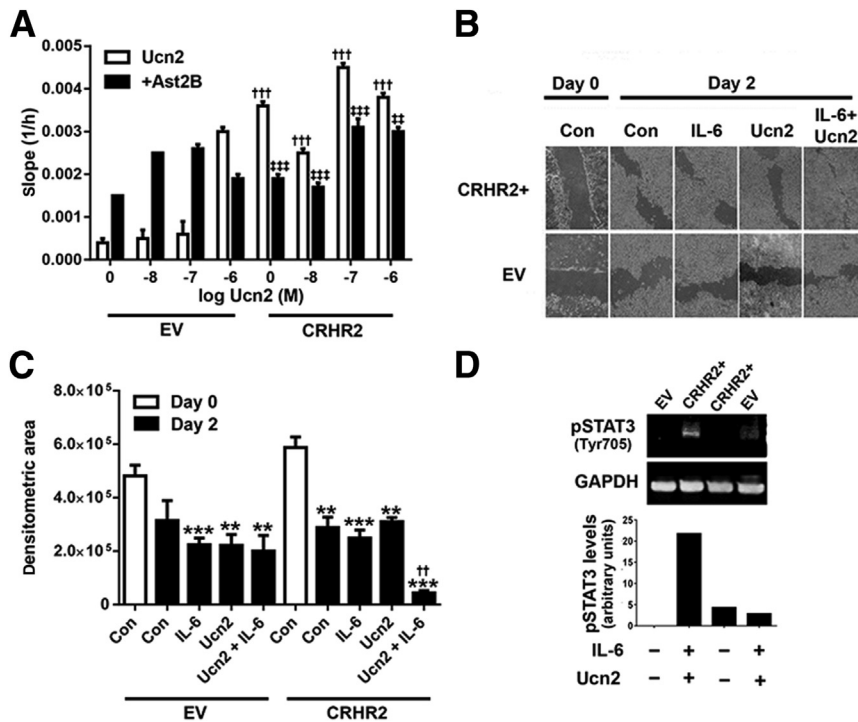 A
0.005
0.004
0.003
0.002
0.001
0.000
Slope (1/h)
Ucn2
+Ast2B
††† ††† ††† †††
‡‡‡ ‡‡‡ ‡‡‡ ‡‡
0 -8 -7 -6 0 -8 -7 -6
log Ucn2 (M)
EV CRHR2
B
Day 0 Day 2
Con Con IL-6 Ucn2 IL-6+
Ucn2
CRHR2+
EV
C
8.0×10⁵
6.0×10⁵
4.0×10⁵
2.0×10⁵
0
Densitometric area
Day 0
Day 2
*** ** ** ** *** ** ††
***
Con Con IL-6 Ucn2 Ucn2 + IL-6 Con Con IL-6 Ucn2 Ucn2 + IL-6
EV CRHR2
D
EV CRHR2+ CRHR2+ EV
pSTAT3
(Tyr705)
GAPDH
pSTAT3 levels
(arbitrary units)
25
20
15
10
5
0
IL-6 − + − +
Ucn2 − + − +